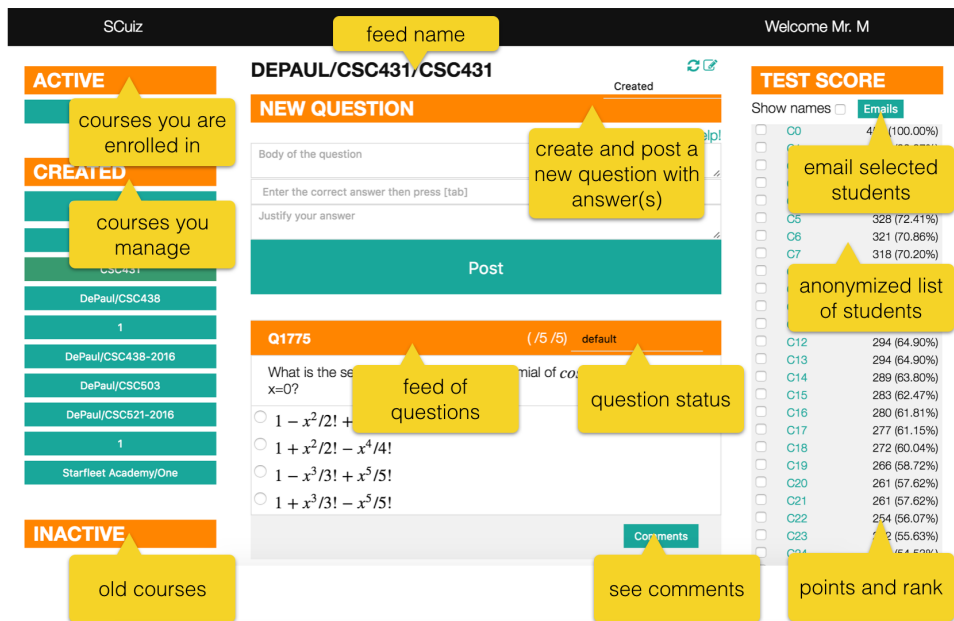 SCuiz
Welcome Mr. M
feed name
ACTIVE
courses you are
enrolled in
CREATED
courses you
manage
CSC431
DePaul/CSC438
1
DePaul/CSC438-2016
DePaul/CSC503
DePaul/CSC521-2016
1
Starfleet Academy/One
INACTIVE
old courses
DEPAUL/CSC431/CSC431
Created
NEW QUESTION
Body of the question
Enter the correct answer then press [tab]
Justify your answer
create and post a
new question with
answer(s)
Post
Q1775 ( /5 /5) default
What is the
x=0?
feed of
questions
question status
1 − x²/2! +
1 + x²/2! − x⁴/4!
1 − x³/3! + x⁵/5!
1 + x³/3! − x⁵/5!
Comments
see comments
TEST SCORE
Show names Emails
C0 (100.00%)
email selected
students
C5 328 (72.41%)
C6 321 (70.86%)
C7 318 (70.20%)
anonymized list
of students
C12 294 (64.90%)
C13 294 (64.90%)
C14 289 (63.80%)
C15 283 (62.47%)
C16 280 (61.81%)
C17 277 (61.15%)
C18 272 (60.04%)
C19 266 (58.72%)
C20 261 (57.62%)
C21 261 (57.62%)
C22 254 (56.07%)
C23 (55.63%)
points and rank